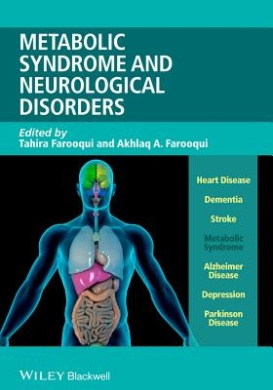 METABOLIC
SYNDROME AND
NEUROLOGICAL
DISORDERS
Edited by
Tahira Farooqui and Akhlaq A. Farooqui
Heart Disease
Dementia
Stroke
Metabolic
Syndrome
Alzheimer
Disease
Depression
Parkinson
Disease
WILEY Blackwell